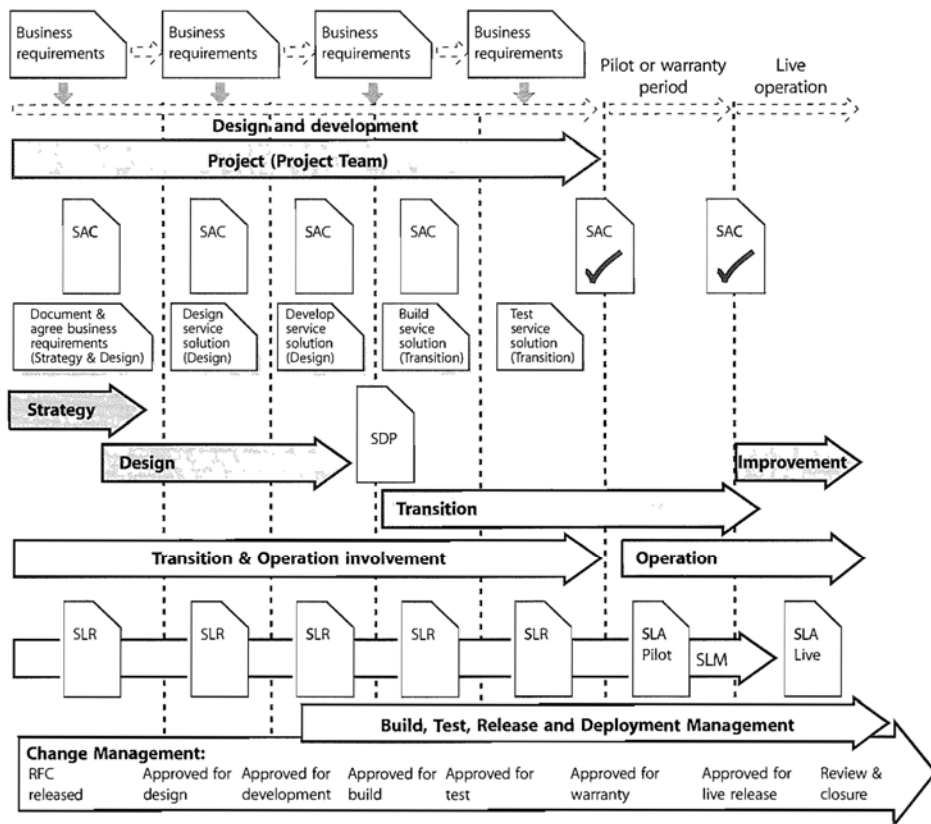 Business
requirements
Business
requirements
Business
requirements
Business
requirements
Pilot or warranty
period
Live
operation
Design and development
Project (Project Team)
SAC
SAC
SAC
SAC
SAC
SAC
Document &
agree business
requirements
(Strategy & Design)
Design
service
solution
(Design)
Develop
service
solution
(Design)
Build
sevice
solution
(Transition)
Test
service
solution
(Transition)
Strategy
SDP
Design
Improvement
Transition
Transition & Operation involvement
Operation
SLR
SLR
SLR
SLR
SLR
SLA
Pilot
SLM
SLA
Live
Build, Test, Release and Deployment Management
Change Management:
RFC
released
Approved for
design
Approved for
development
Approved for
build
Approved for
test
Approved for
warranty
Approved for
live release
Review &
closure